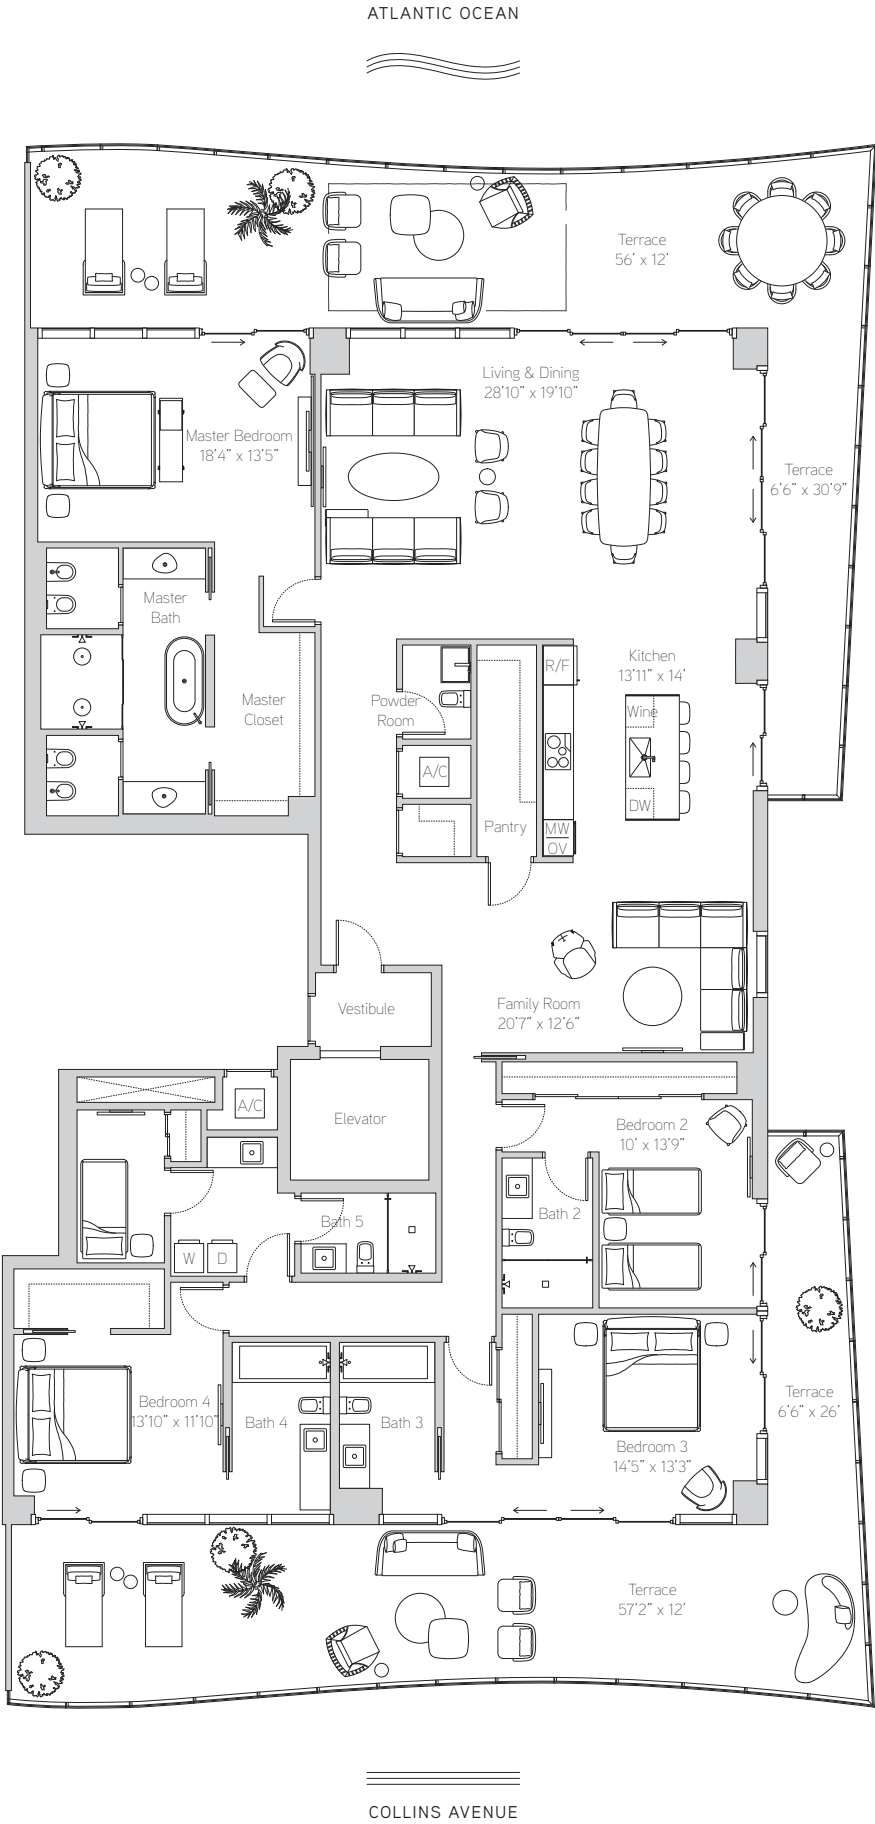 ATLANTIC OCEAN
Terrace
56' x 12'
Living & Dining
28'10" x 19'10"
Master Bedroom
18'4" x 13'5"
Terrace
6'6" x 30'9"
Master
Bath
Kitchen
13'11" x 14'
R/F
Powder
Room
Master
Closet
Wine
A/C
DW
Pantry
MW
OV
Family Room
20'7" x 12'6"
Vestibule
A/C
Elevator
Bedroom 2
10' x 13'9"
Bath 5
Bath 2
W
D
Terrace
6'6" x 26'
Bedroom 4
13'10" x 11'10"
Bath 4
Bath 3
Bedroom 3
14'5" x 13'3"
Terrace
57'2" x 12'
COLLINS AVENUE